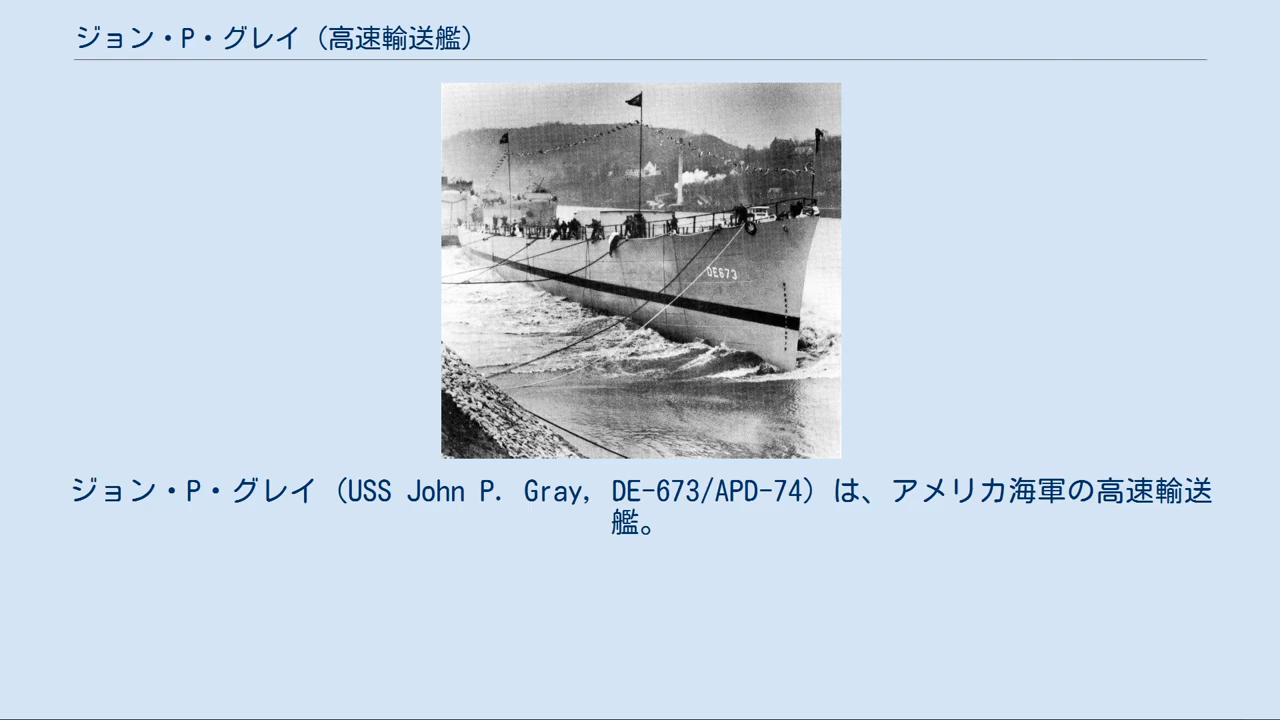 ジョン・P・グレイ（高速輸送艦）
DE673
ジョン・P・グレイ（USS John P. Gray, DE-673/APD-74）は、アメリカ海軍の高速輸送
艦。